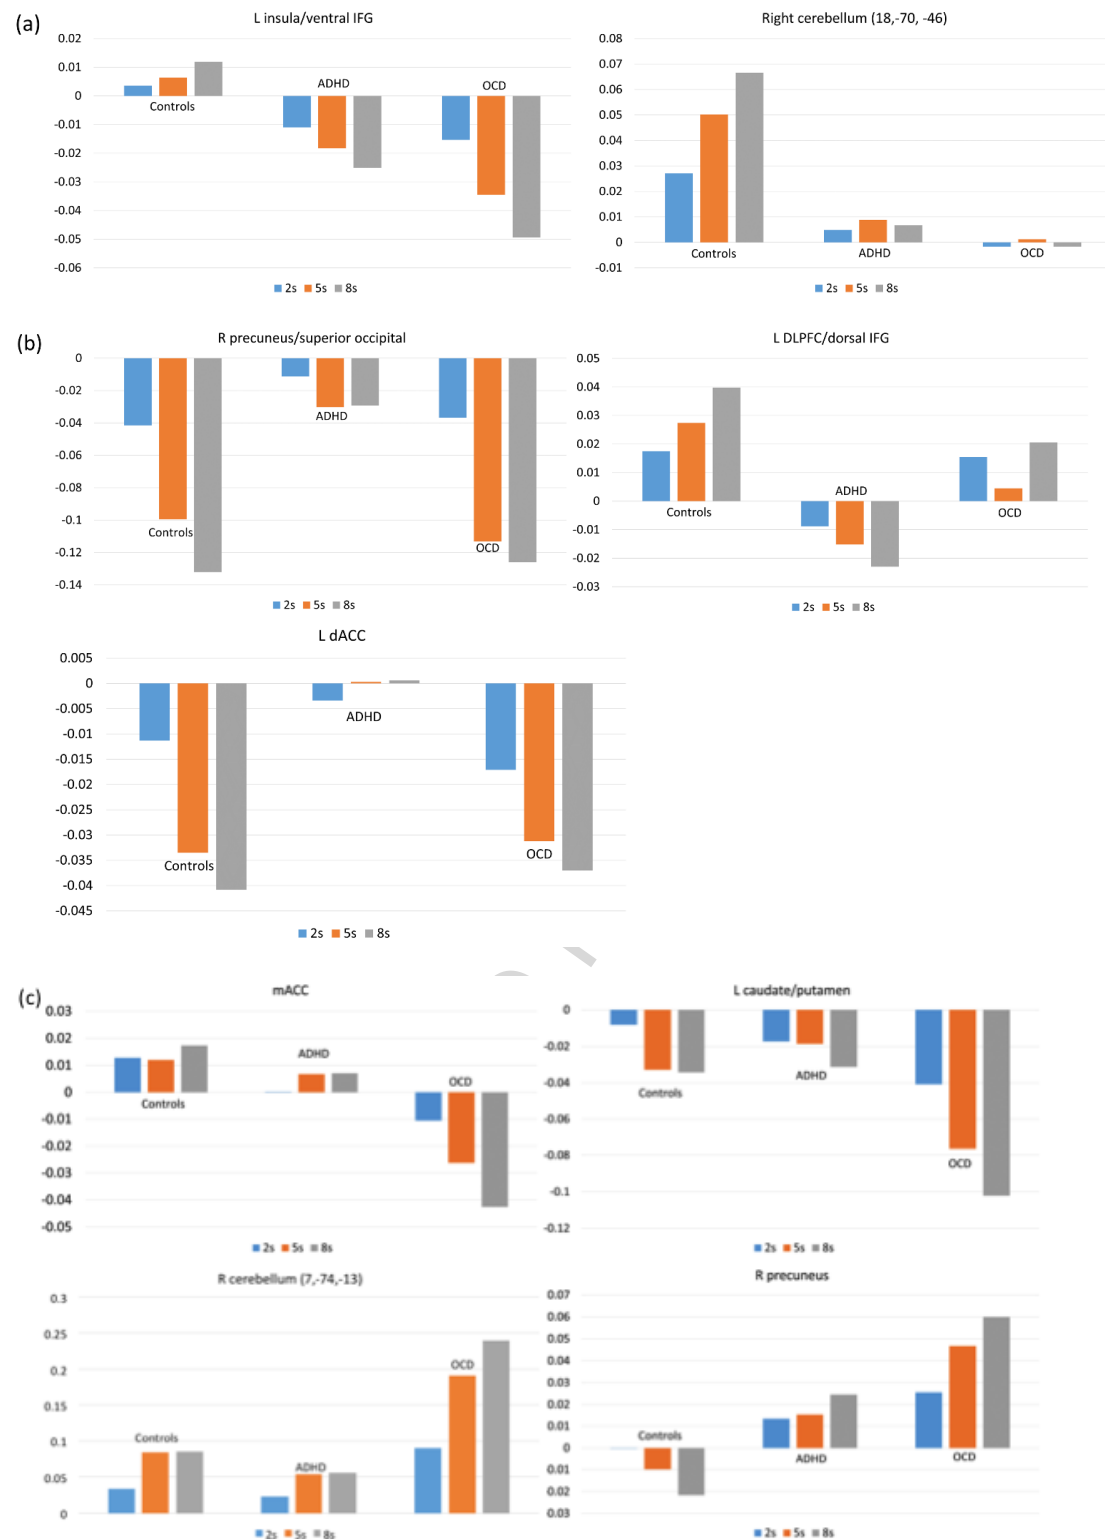 (a)
L insula/ventral IFG
0.02
0.01
0
-0.01
-0.02
-0.03
-0.04
-0.05
-0.06
Controls
ADHD
OCD
2s 5s 8s
Right cerebellum (18,-70, -46)
0.08
0.07
0.06
0.05
0.04
0.03
0.02
0.01
0
-0.01
Controls
ADHD
OCD
2s 5s 8s
(b)
R precuneus/superior occipital
0
-0.02
-0.04
-0.06
-0.08
-0.1
-0.12
-0.14
Controls
ADHD
OCD
2s 5s 8s
L DLPFC/dorsal IFG
0.05
0.04
0.03
0.02
0.01
0
-0.01
-0.02
-0.03
Controls
ADHD
OCD
2s 5s 8s
L dACC
0.005
0
-0.005
-0.01
-0.015
-0.02
-0.025
-0.03
-0.035
-0.04
-0.045
Controls
ADHD
OCD
2s 5s 8s
(c)
mACC
0.03
0.02
0.01
0
-0.01
-0.02
-0.03
-0.04
-0.05
Controls
ADHD
OCD
2s 5s 8s
L caudate/putamen
0
-0.02
-0.04
-0.06
-0.08
-0.1
-0.12
Controls
ADHD
OCD
2s 5s 8s
R cerebellum (7,-74,-13)
0.3
0.25
0.2
0.15
0.1
0.05
0
Controls
ADHD
OCD
2s 5s 8s
R precuneus
0.07
0.06
0.05
0.04
0.03
0.02
0.01
0
0.01
0.02
0.03
Controls
ADHD
OCD
2s 5s 8s